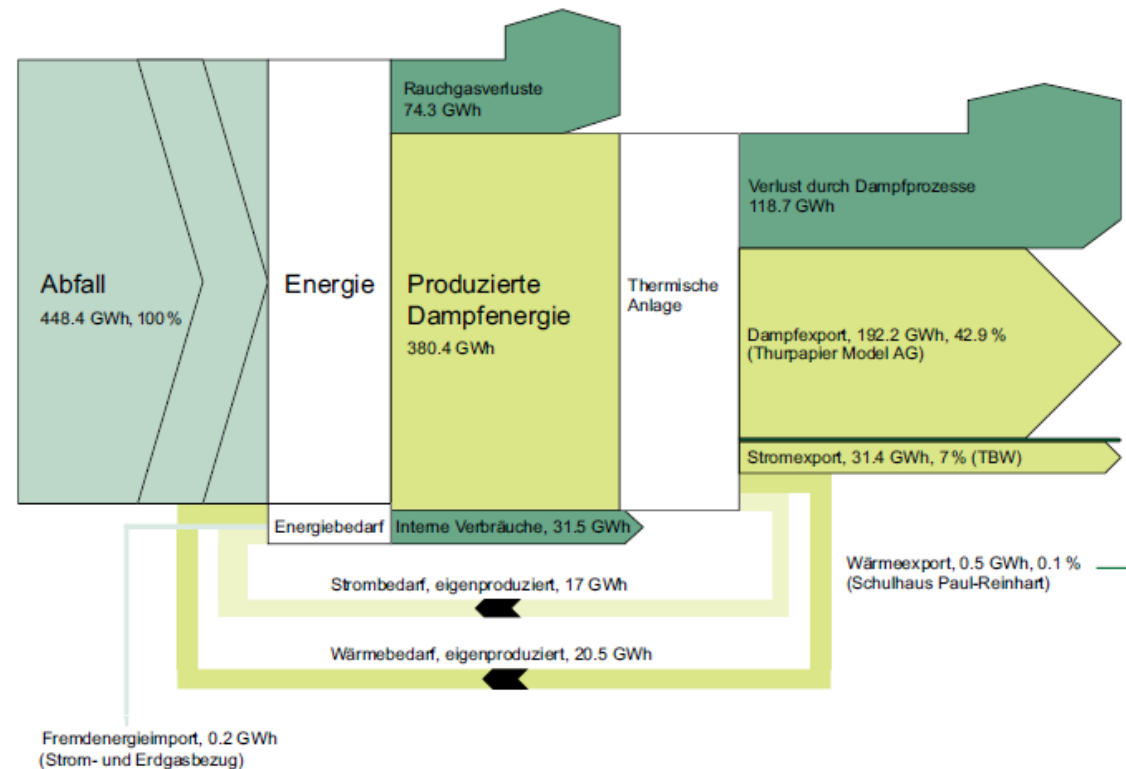 Rauchgasverluste
74.3 GWh
Verlust durch Dampfprozesse
118.7 GWh
Abfall
448.4 GWh, 100 %
Energie
Produzierte
Dampfenergie
380.4 GWh
Thermische
Anlage
Dampfexport, 192.2 GWh, 42.9 %
(Thurpapier Model AG)
Stromexport, 31.4 GWh, 7 % (TBW)
Energiebedarf
Interne Verbräuche, 31.5 GWh
Wärmeexport, 0.5 GWh, 0.1 %
(Schulhaus Paul-Reinhart)
Strombedarf, eigenproduziert, 17 GWh
Wärmebedarf, eigenproduziert, 20.5 GWh
Fremdenergieimport, 0.2 GWh
(Strom- und Erdgasbezug)